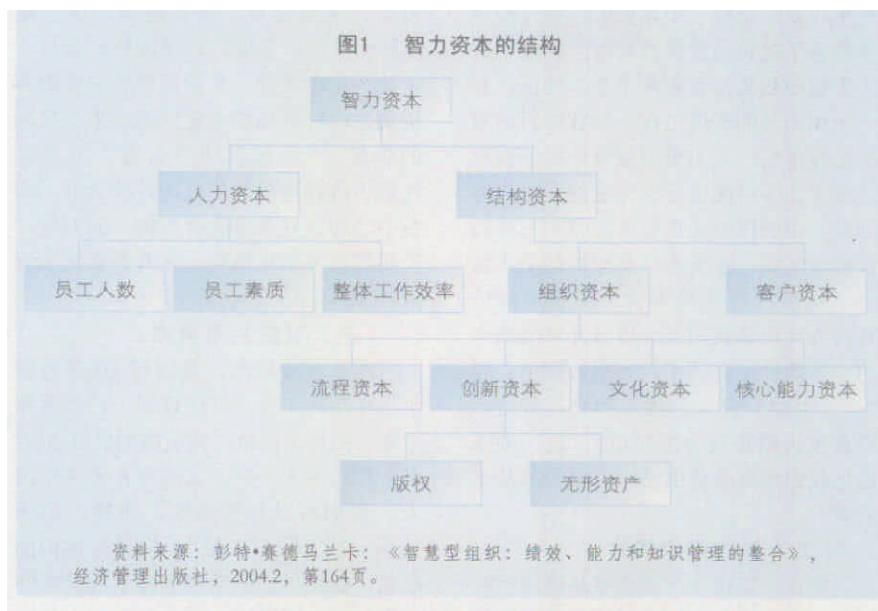 图1 智力资本的结构
智力资本
人力资本 结构资本
员工人数 员工素质 整体工作效率 组织资本 客户资本
流程资本 创新资本 文化资本 核心能力资本
版权 无形资产
资料来源：彭特•赛德马兰卡：《智慧型组织：绩效、能力和知识管理的整合》，
经济管理出版社，2004.2，第164页。